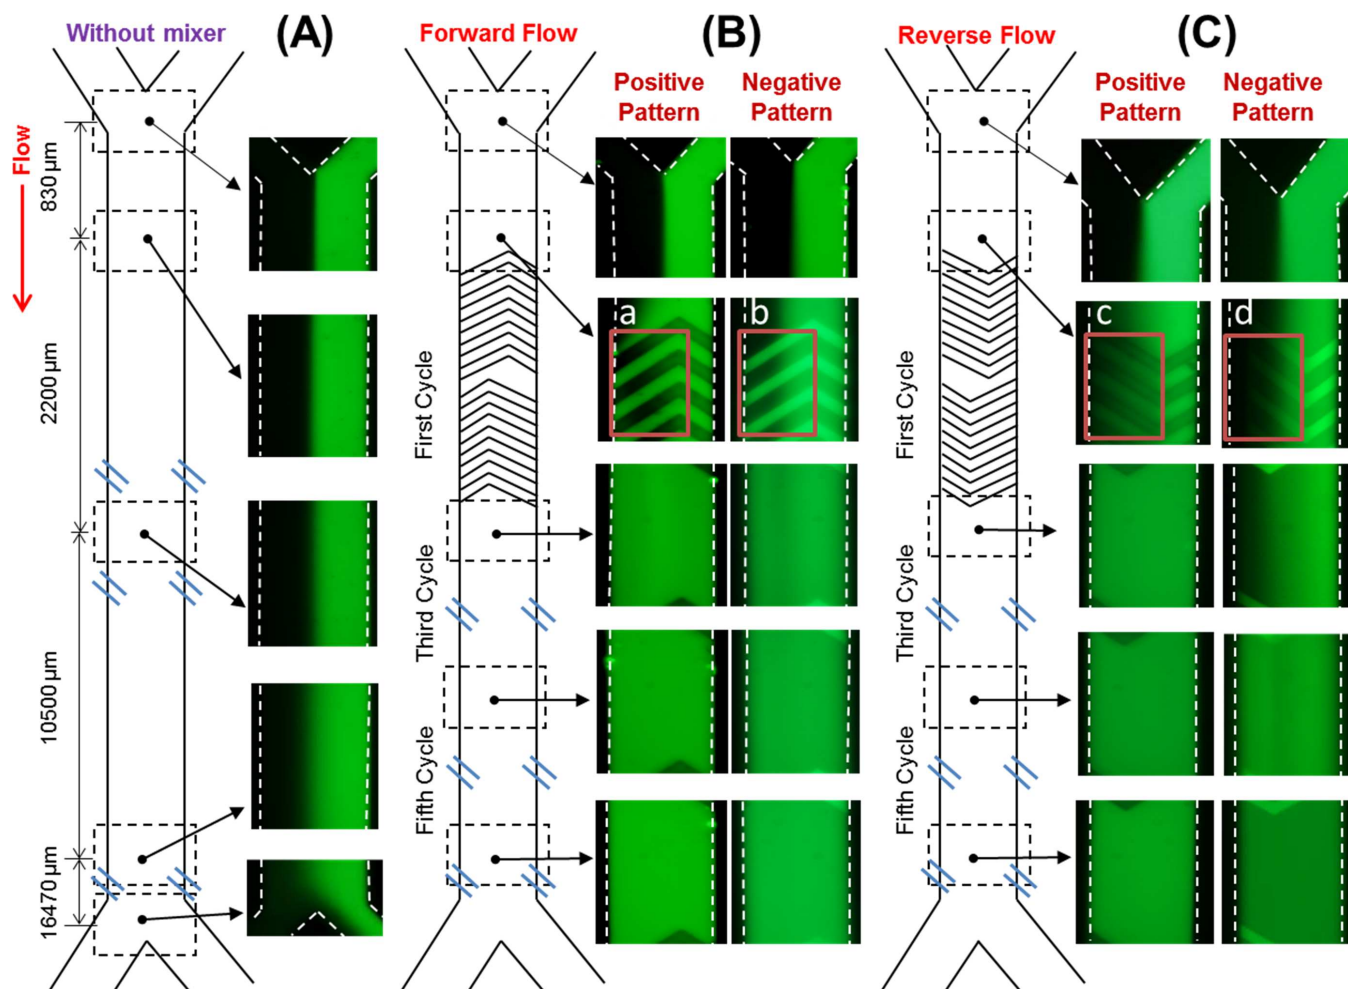 Without mixer
(A)
Forward Flow
(B)
Reverse Flow
(C)
Positive
Pattern
Negative
Pattern
Positive
Pattern
Negative
Pattern
Flow
830 µm
2200 µm
10500 µm
16470 µm
a
b
c
d
First Cycle
Third Cycle
Fifth Cycle
First Cycle
Third Cycle
Fifth Cycle